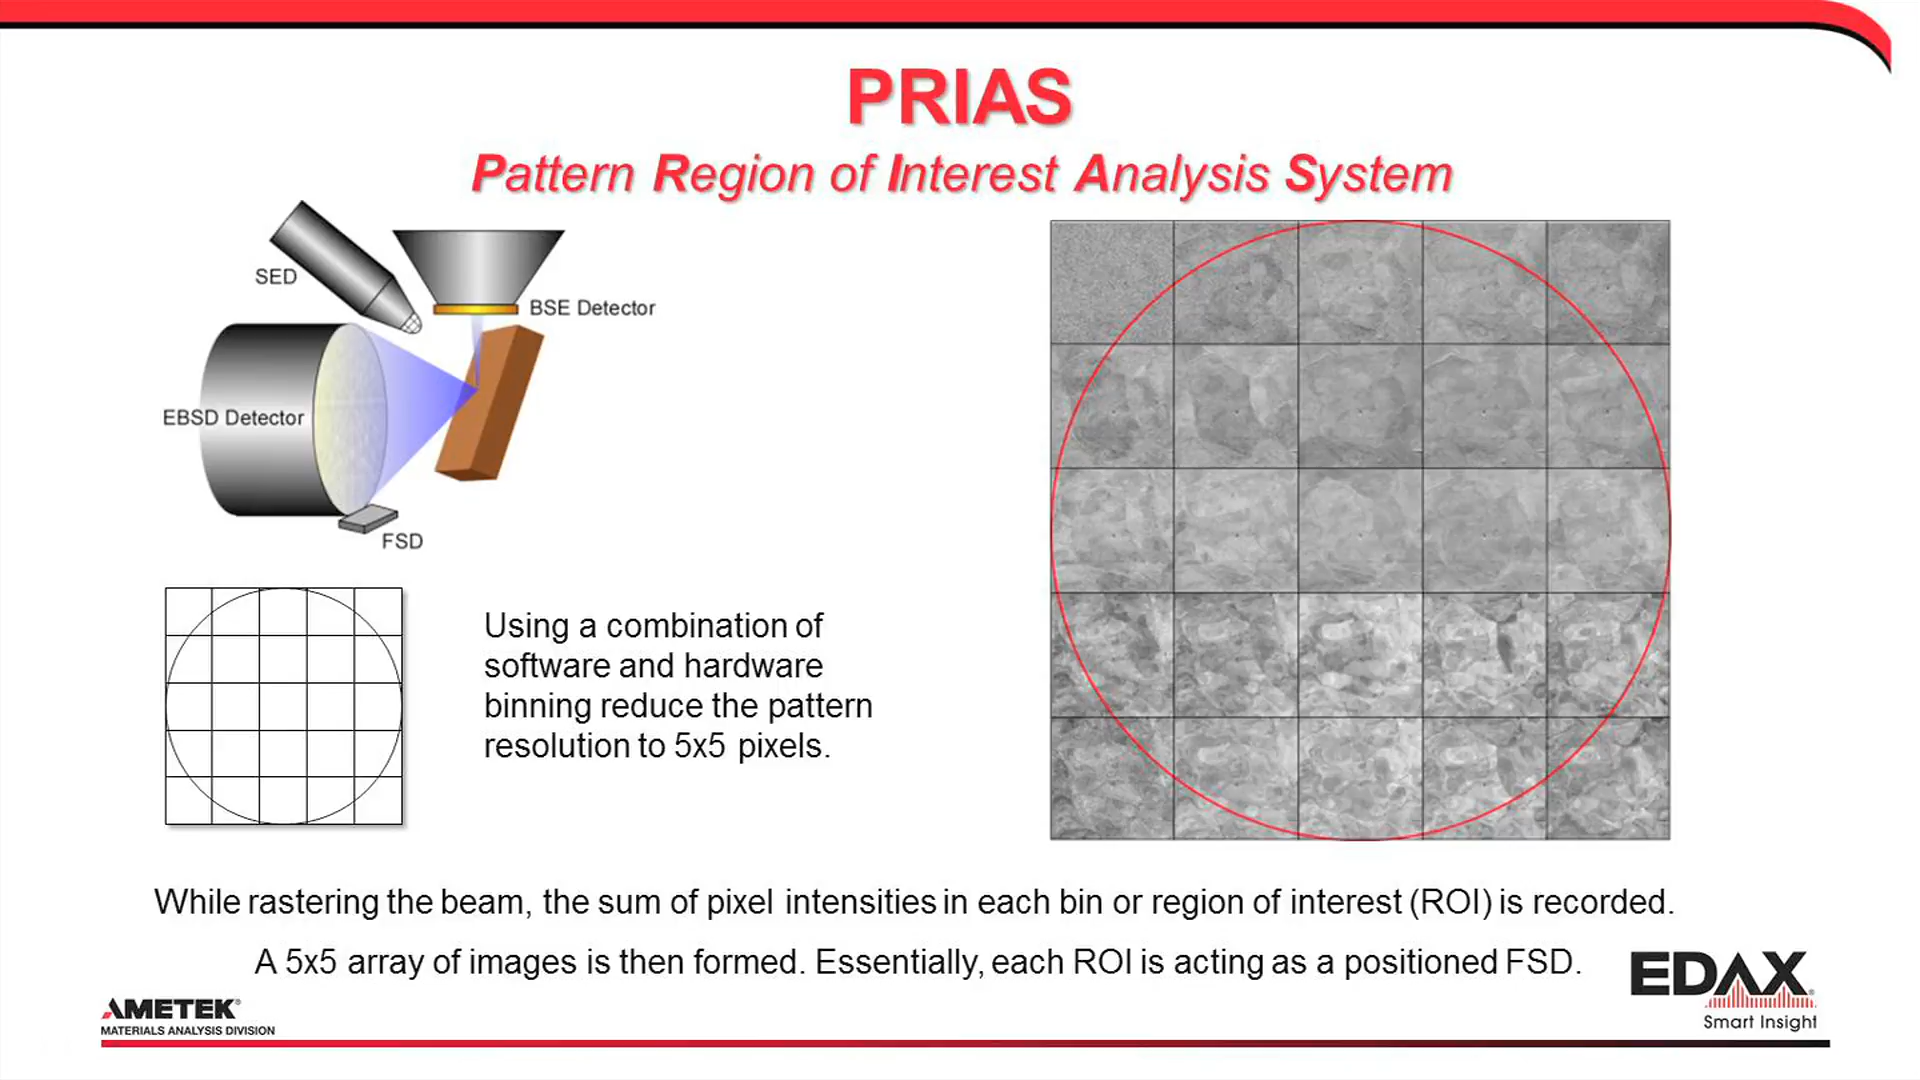 PRIAS
Pattern Region of Interest Analysis System
SED
BSE Detector
EBSD Detector
FSD
Using a combination of
software and hardware
binning reduce the pattern
resolution to 5x5 pixels.
While rastering the beam, the sum of pixel intensities in each bin or region of interest (ROI) is recorded.
A 5x5 array of images is then formed. Essentially, each ROI is acting as a positioned FSD.
AMETEK®
MATERIALS ANALYSIS DIVISION
EDAX®
Smart Insight